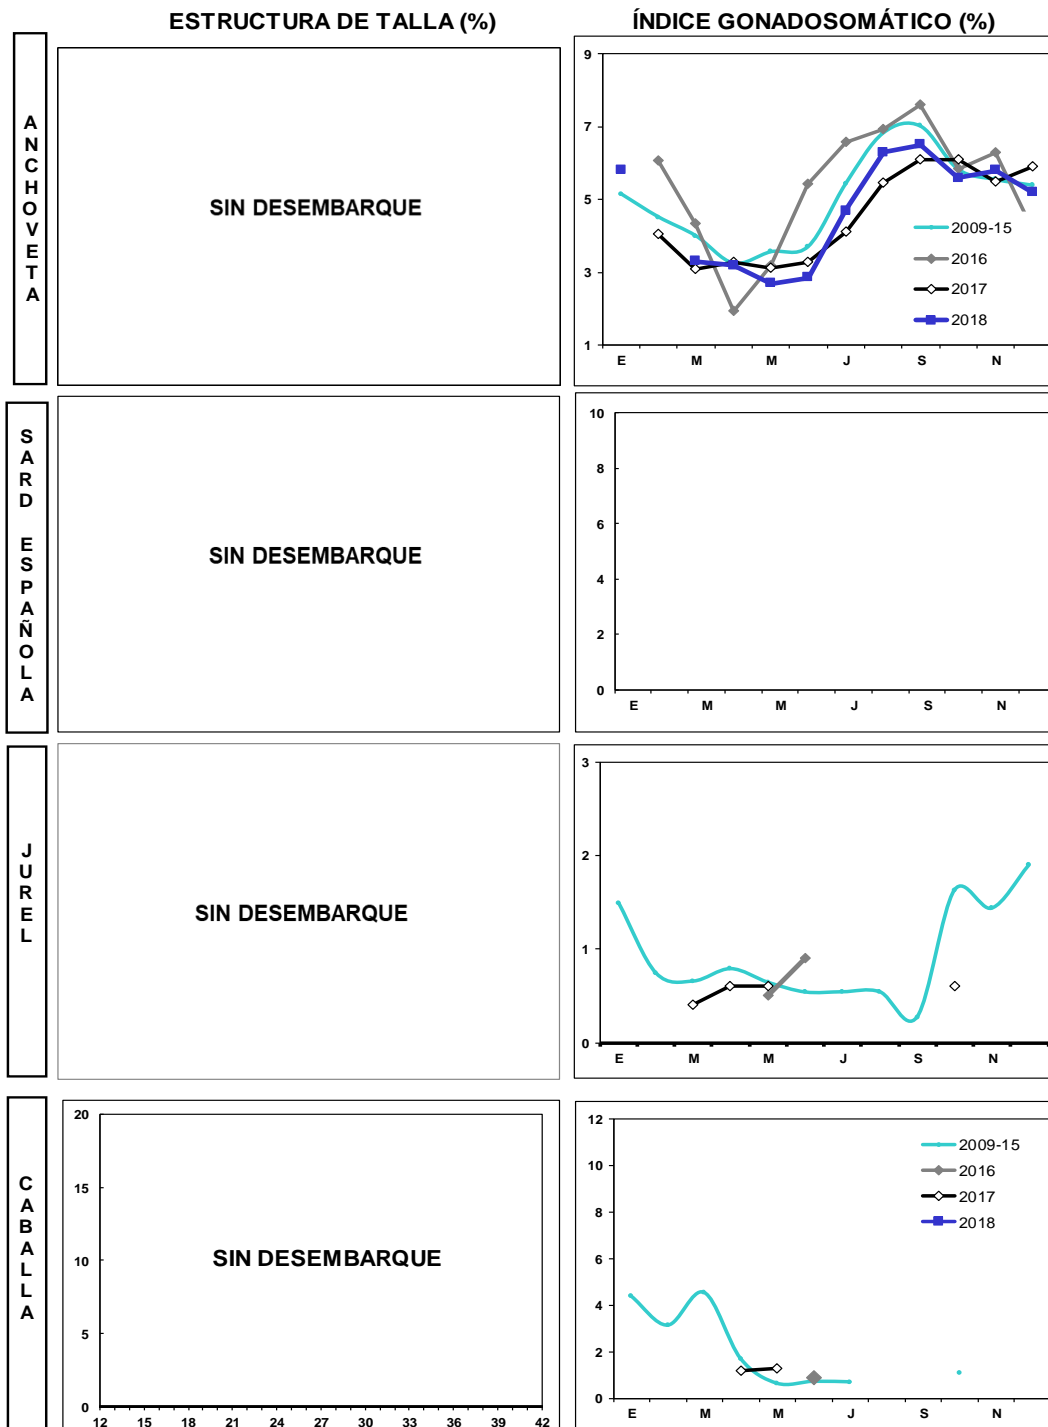 ESTRUCTURA DE TALLA (%)
ÍNDICE GONADOSOMÁTICO (%)
ANCHOVETA
SIN DESEMBARQUE
9
7
5
3
1
E M M J S N
2009-15
2016
2017
2018
SARD ESPAÑOLA
SIN DESEMBARQUE
10
8
6
4
2
0
E M M J S N
JUREL
SIN DESEMBARQUE
3
2
1
0
E M M J S N
CABALLA
20
15
10
5
0
SIN DESEMBARQUE
12 15 18 21 24 27 30 33 36 39 42
12
10
8
6
4
2
0
2009-15
2016
2017
2018
E M M J S N